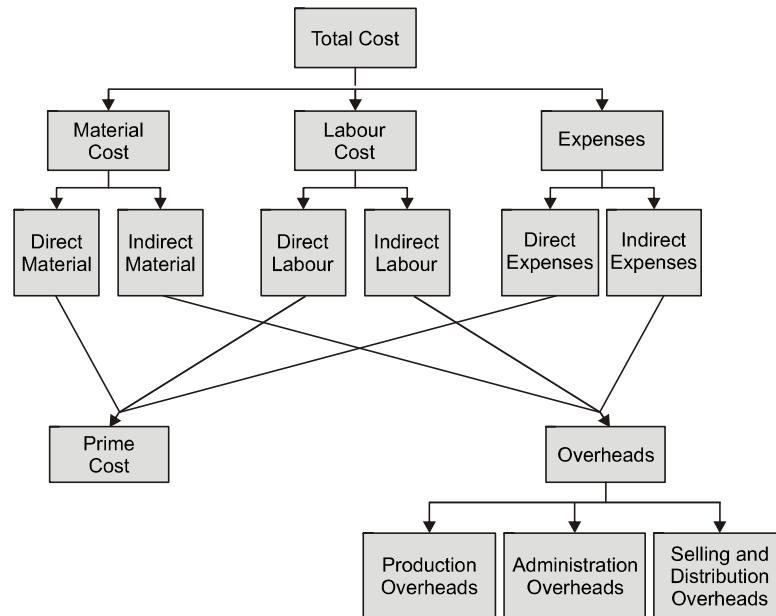 Total Cost
Material
Cost
Labour
Cost
Expenses
Direct
Material
Indirect
Material
Direct
Labour
Indirect
Labour
Direct
Expenses
Indirect
Expenses
Prime
Cost
Overheads
Production
Overheads
Administration
Overheads
Selling and
Distribution
Overheads